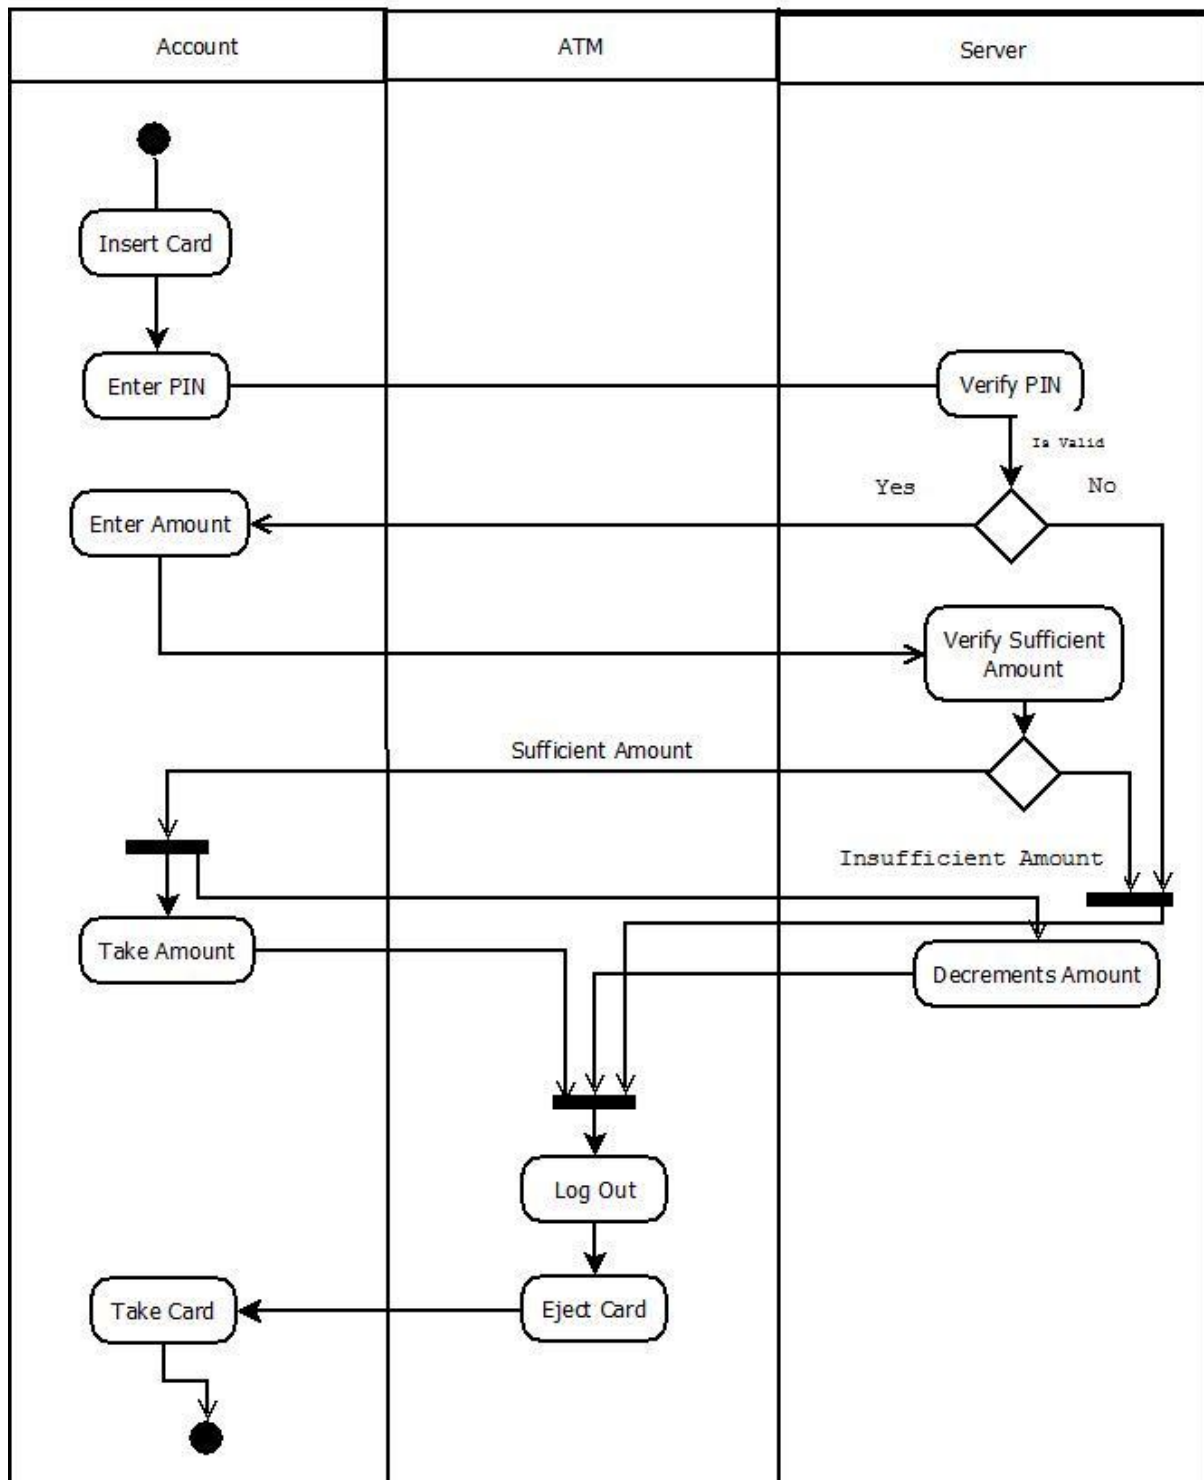 Account
ATM
Server
Insert Card
Enter PIN
Verify PIN
Is Valid
Yes
No
Enter Amount
Verify Sufficient
Amount
Sufficient Amount
Insufficient Amount
Take Amount
Decrements Amount
Log Out
Take Card
Eject Card